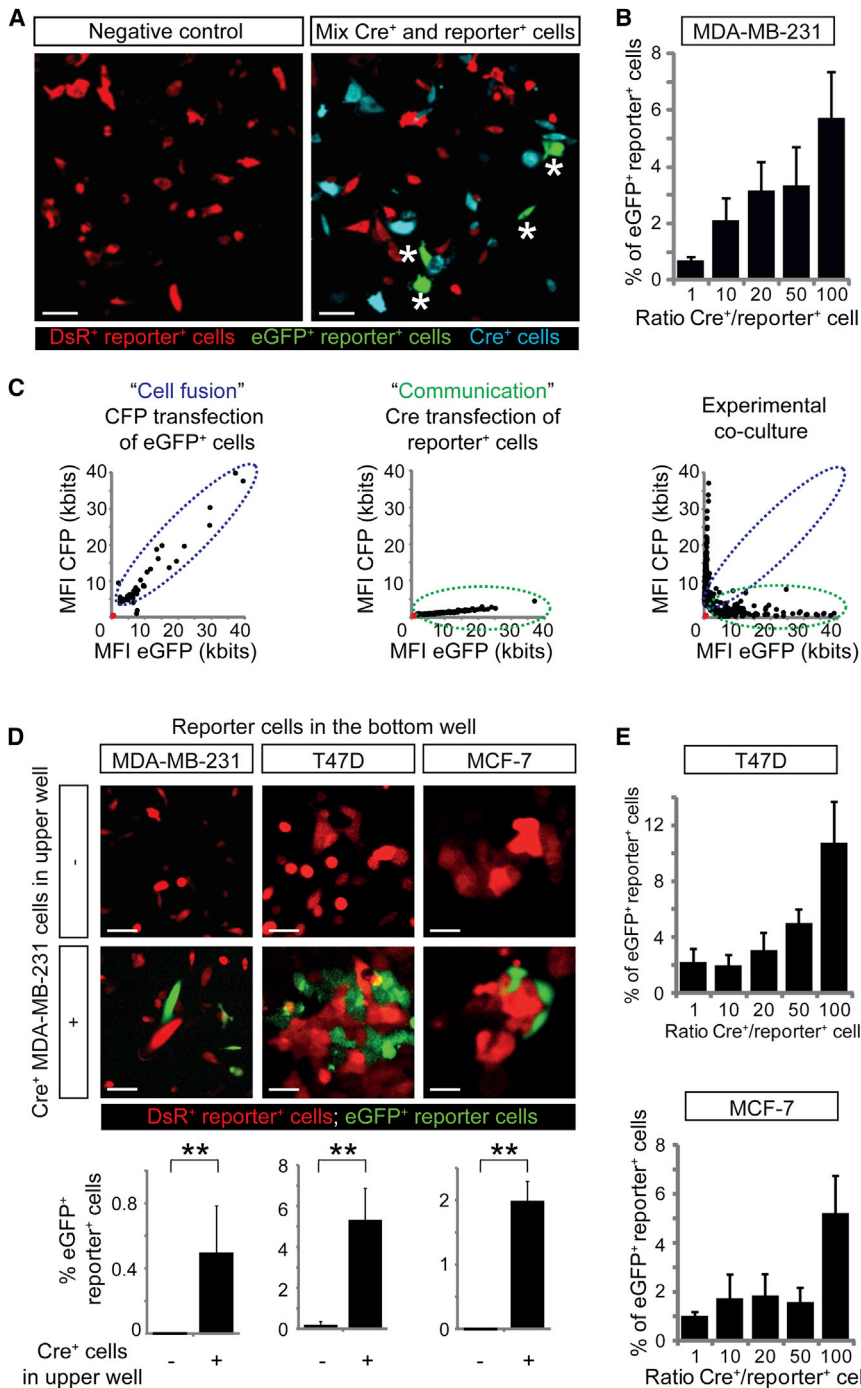 A
Negative control
Mix Cre⁺ and reporter⁺ cells
*
*
*
*
DsR⁺ reporter⁺ cells eGFP⁺ reporter⁺ cells Cre⁺ cells
B
MDA-MB-231
% of eGFP⁺ reporter⁺ cells
8
6
4
2
0
1 10 20 50 100
Ratio Cre⁺/reporter⁺ cell
C
“Cell fusion”
CFP transfection
of eGFP⁺ cells
MFI CFP (kbits)
40
30
20
10
0 10 20 30 40
MFI eGFP (kbits)
“Communication”
Cre transfection of
reporter⁺ cells
MFI CFP (kbits)
40
30
20
10
0 10 20 30 40
MFI eGFP (kbits)
Experimental
co-culture
MFI CFP (kbits)
40
30
20
10
0 10 20 30 40
MFI eGFP (kbits)
D
Reporter cells in the bottom well
MDA-MB-231
T47D
MCF-7
Cre⁺ MDA-MB-231 cells in upper well
-
+
DsR⁺ reporter⁺ cells; eGFP⁺ reporter cells
% eGFP⁺
reporter⁺ cells
0.8
0.4
0
**
8
6
4
2
0
**
2
1
0
**
Cre⁺ cells
in upper well
- + - + - +
E
T47D
% of eGFP⁺ reporter⁺ cells
12
8
4
2
0
1 10 20 50 100
Ratio Cre⁺/reporter⁺ cell
MCF-7
% of eGFP⁺ reporter⁺ cells
8
6
4
2
0
1 10 20 50 100
Ratio Cre⁺/reporter⁺ cel